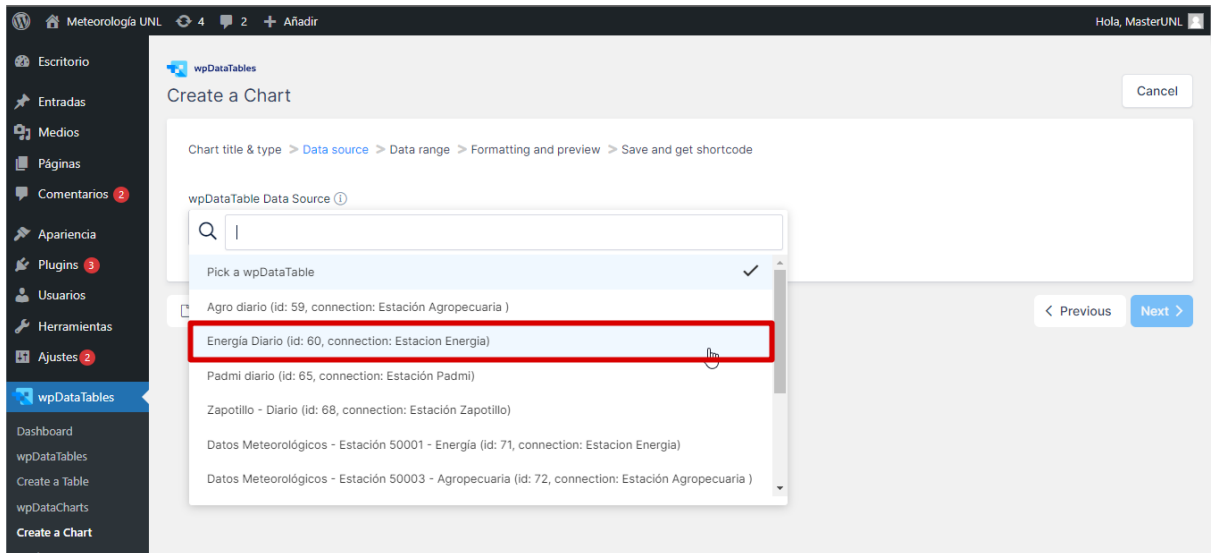 Meteorología UNL 4 2 + Añadir Hola, MasterUNL
Escritorio
Entradas
Medios
Páginas
Comentarios 2
Apariencia
Plugins 3
Usuarios
Herramientas
Ajustes 2
wpDataTables
Dashboard
wpDataTables
Create a Table
wpDataCharts
Create a Chart
wpDataTables
Create a Chart
Cancel
Chart title & type > Data source > Data range > Formatting and preview > Save and get shortcode
wpDataTable Data Source
Pick a wpDataTable
Agro diario (id: 59, connection: Estación Agropecuaria )
Energía Diario (id: 60, connection: Estacion Energia)
Padmi diario (id: 65, connection: Estación Padmi)
Zapotillo - Diario (id: 68, connection: Estación Zapotillo)
Datos Meteorológicos - Estación 50001 - Energía (id: 71, connection: Estacion Energia)
Datos Meteorológicos - Estación 50003 - Agropecuaria (id: 72, connection: Estación Agropecuaria )
< Previous
Next >